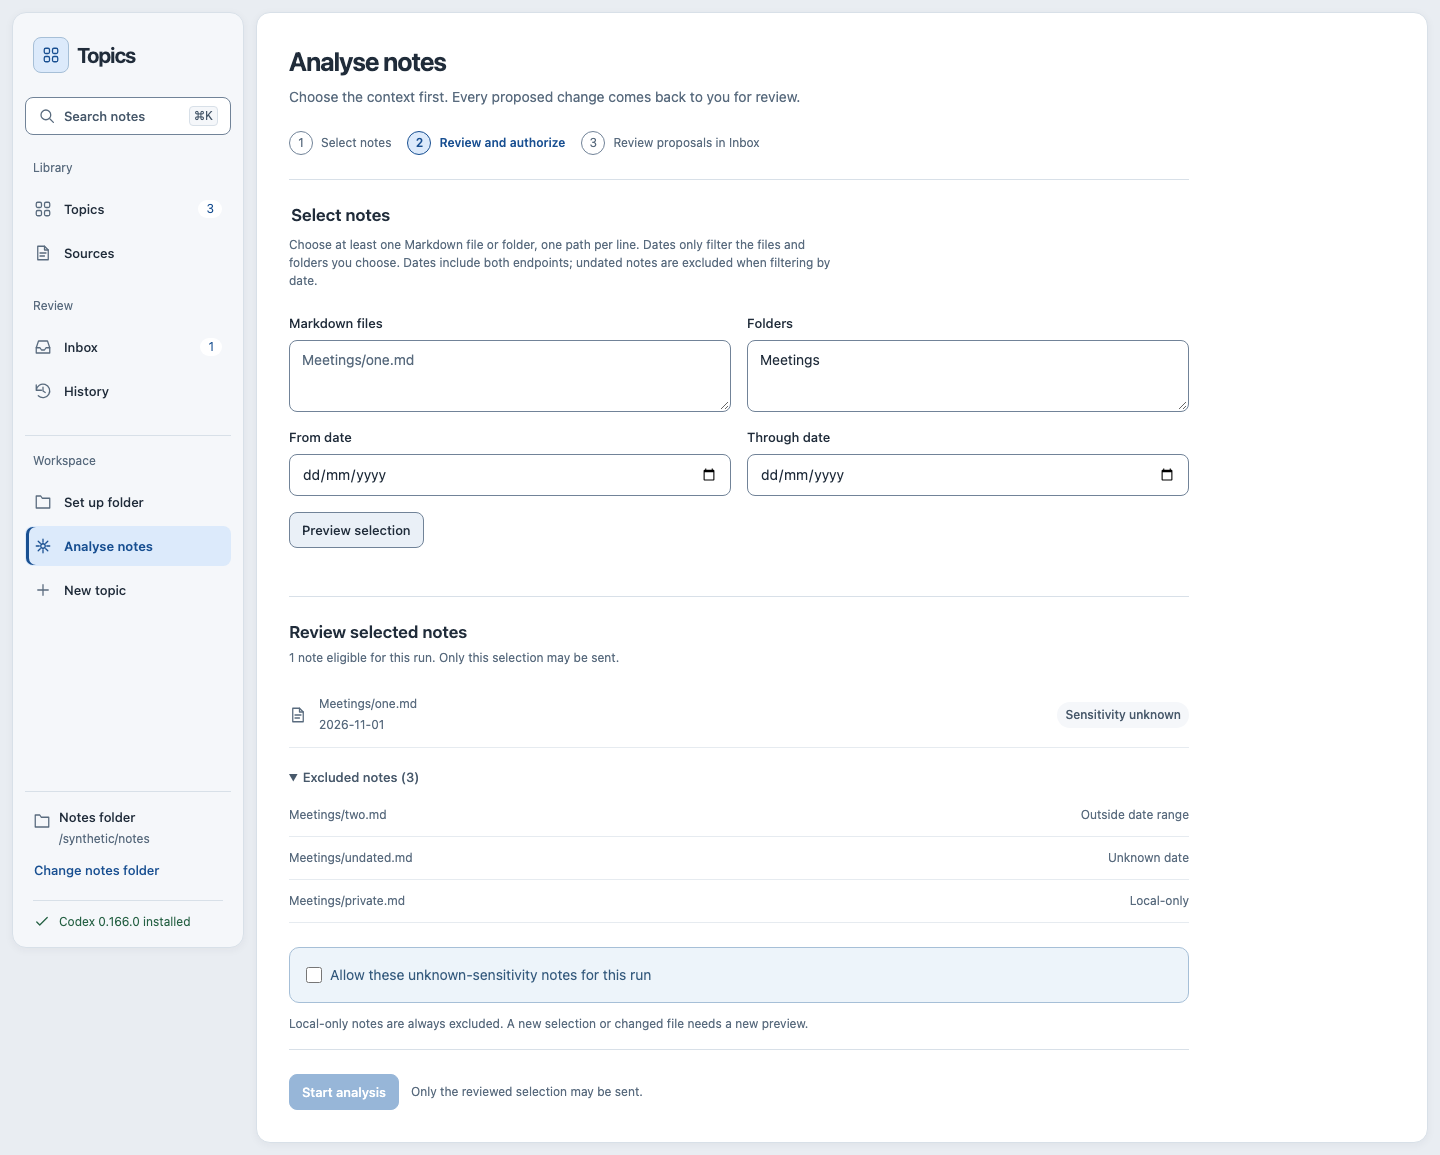 Topics
Search notes ⌘K
Library
Topics 3
Sources
Review
Inbox 1
History
Workspace
Set up folder
Analyse notes
New topic
Notes folder
/synthetic/notes
Change notes folder
Codex 0.166.0 installed
Analyse notes
Choose the context first. Every proposed change comes back to you for review.
1 Select notes 2 Review and authorize 3 Review proposals in Inbox
Select notes
Choose at least one Markdown file or folder, one path per line. Dates only filter the files and
folders you choose. Dates include both endpoints; undated notes are excluded when filtering by
date.
Markdown files
Meetings/one.md
Folders
Meetings
From date
dd/mm/yyyy
Through date
dd/mm/yyyy
Preview selection
Review selected notes
1 note eligible for this run. Only this selection may be sent.
Meetings/one.md
2026-11-01
Sensitivity unknown
Excluded notes (3)
Meetings/two.md Outside date range
Meetings/undated.md Unknown date
Meetings/private.md Local-only
Allow these unknown-sensitivity notes for this run
Local-only notes are always excluded. A new selection or changed file needs a new preview.
Start analysis Only the reviewed selection may be sent.